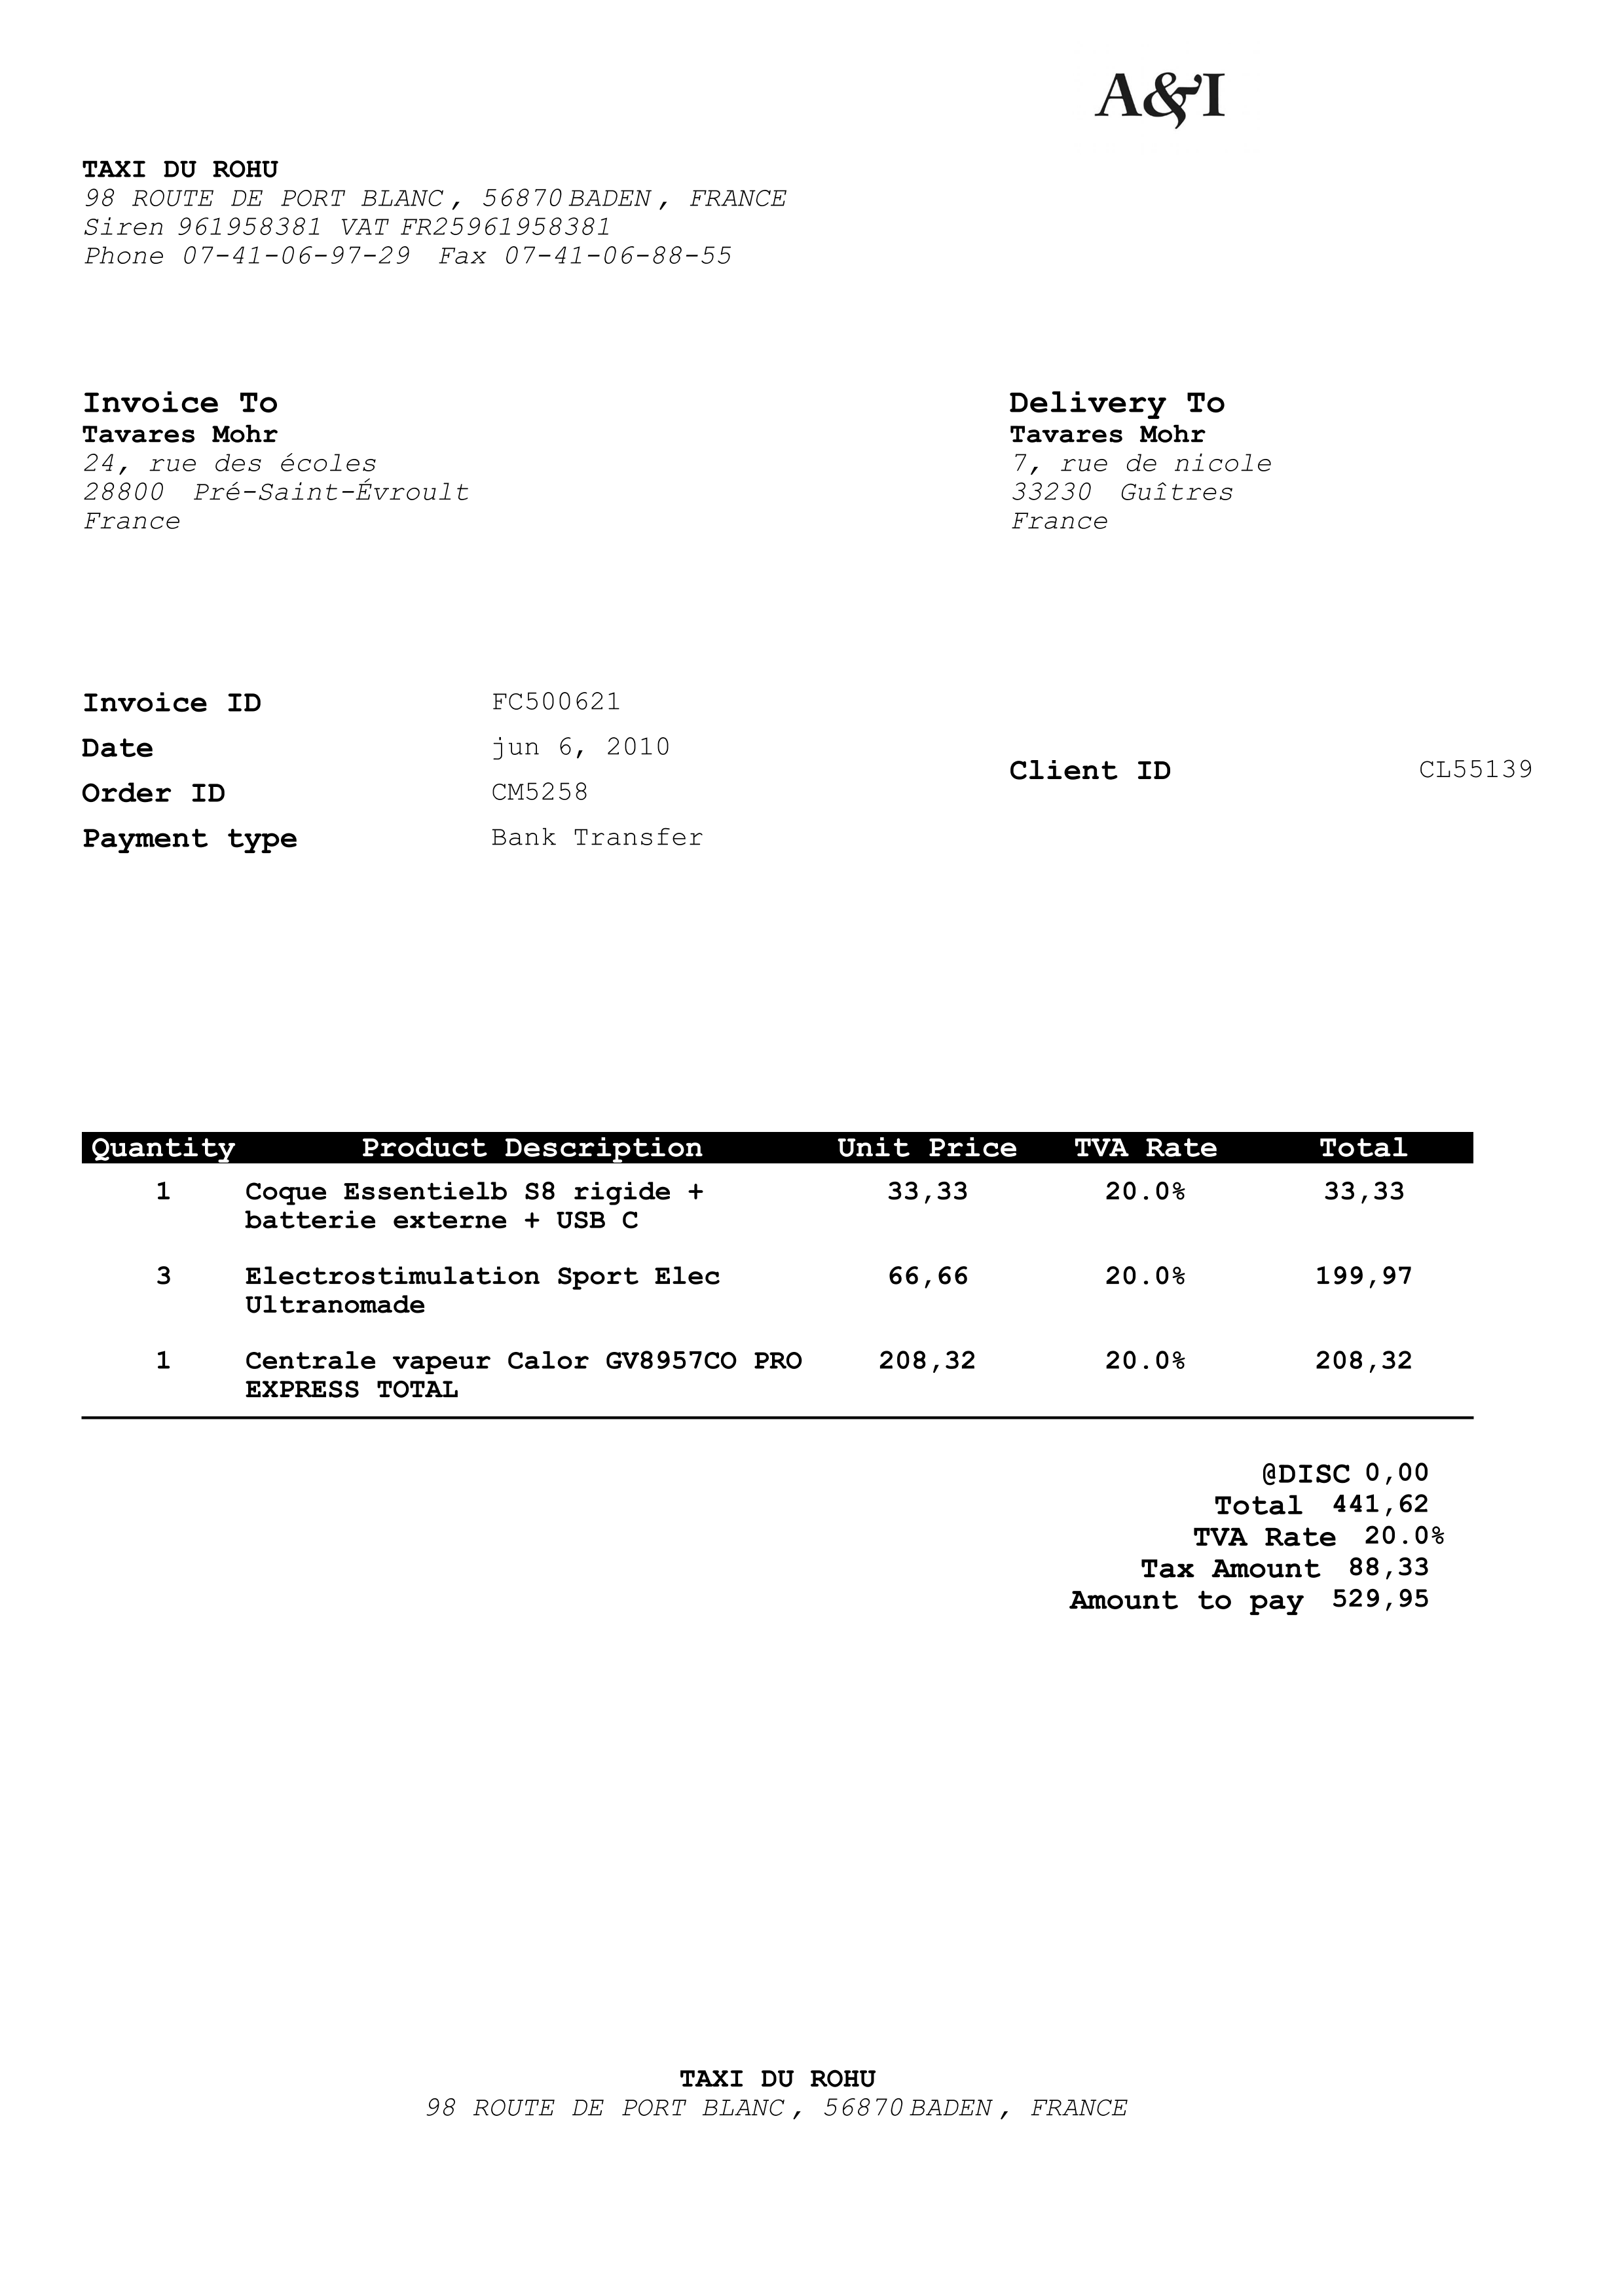 A&I
TAXI DU ROHU
98 ROUTE DE PORT BLANC, 56870 BADEN, FRANCE
Siren 961958381 VAT FR25961958381
Phone 07-41-06-97-29 Fax 07-41-06-88-55
Invoice To
Tavares Mohr
24, rue des écoles
28800 Pré-Saint-Évroult
France
Delivery To
Tavares Mohr
7, rue de nicole
33230 Guîtres
France
Invoice ID FC500621
Date jun 6, 2010
Order ID CM5258
Payment type Bank Transfer
Client ID CL55139
Quantity Product Description Unit Price TVA Rate Total
1 Coque Essentielb S8 rigide + 33,33 20.0% 33,33
batterie externe + USB C
3 Electrostimulation Sport Elec 66,66 20.0% 199,97
Ultranomade
1 Centrale vapeur Calor GV8957CO PRO 208,32 20.0% 208,32
EXPRESS TOTAL
@DISC 0,00
Total 441,62
TVA Rate 20.0%
Tax Amount 88,33
Amount to pay 529,95
TAXI DU ROHU
98 ROUTE DE PORT BLANC, 56870 BADEN, FRANCE